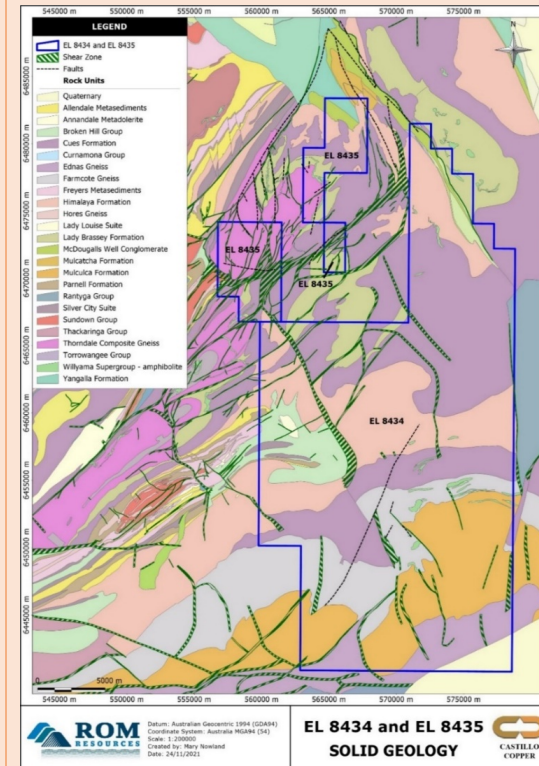 545000 m 550000 m 555000 m 560000 m 565000 m 570000 m 575000 m
LEGEND
EL 8434 and EL 8435
Shear Zone
Faults
Rock Units
Quaternary
Allendale Metasediments
Annandale Metadolerite
Broken Hill Group
Cues Formation
Curnamona Group
Ednas Gneiss
Farmcote Gneiss
Freyers Metasediments
Himalaya Formation
Hores Gneiss
Lady Louise Suite
Lady Brassey Formation
McDougalls Well Conglomerate
Mulcatcha Formation
Mulculca Formation
Parnell Formation
Rantyga Group
Silver City Suite
Sundown Group
Thackaringa Group
Thorndale Composite Gneiss
Torrowangee Group
Willyama Supergroup - amphibolite
Yangalla Formation
N
6485000 m
6480000 m
6475000 m
6470000 m
6465000 m
6460000 m
6455000 m
6450000 m
6445000 m
EL 8435
EL 8435
EL 8435
EL 8434
0 5000 m
545000 m 550000 m 555000 m 560000 m 565000 m 570000 m 575000 m
ROM
RESOURCES
Datum: Australian Geocentric 1994 (GDA94)
Coordinate System: Australia MGA94 (54)
Scale: 1:200000
Created by: Mary Nowland
Date: 24/11/2021
EL 8434 and EL 8435
SOLID GEOLOGY
CASTILLO
COPPER